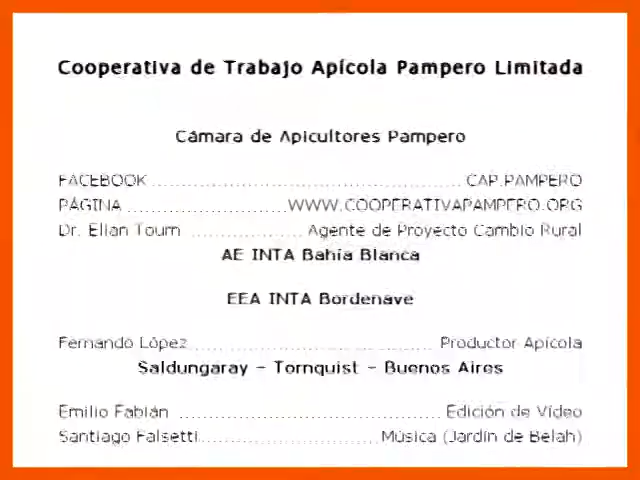 Cooperativa de Trabajo Apícola Pampero Limitada
Cámara de Apicultores Pampero
FACEBOOK ................................................ CAP.PAMPERO
PÁGINA .........................WWW.COOPERATIVAPAMPERO.ORG
Dr. Elian Tourn ................. Agente de Proyecto Cambio Rural
AE INTA Bahía Blanca
EEA INTA Bordenave
Fernando López...................................... Productor Apícola
Saldungaray - Tornquist - Buenos Aires
Emilio Fabián ........................................ Edición de Vídeo
Santiago Falsetti...........................Música (Jardín de Belah)